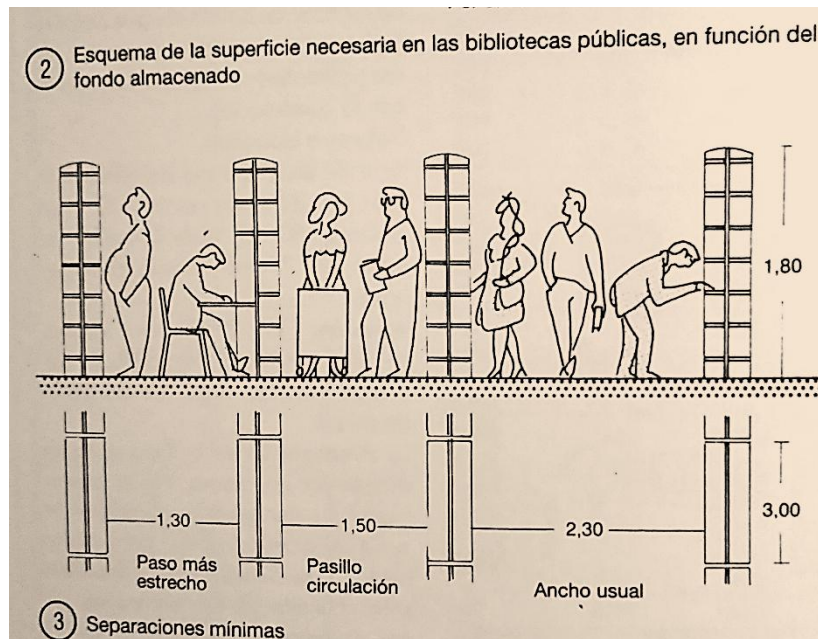 2 Esquema de la superficie necesaria en las bibliotecas públicas, en función del
fondo almacenado
1,80
1,30
1,50
2,30
3,00
Paso más
estrecho
Pasillo
circulación
Ancho usual
3 Separaciones mínimas